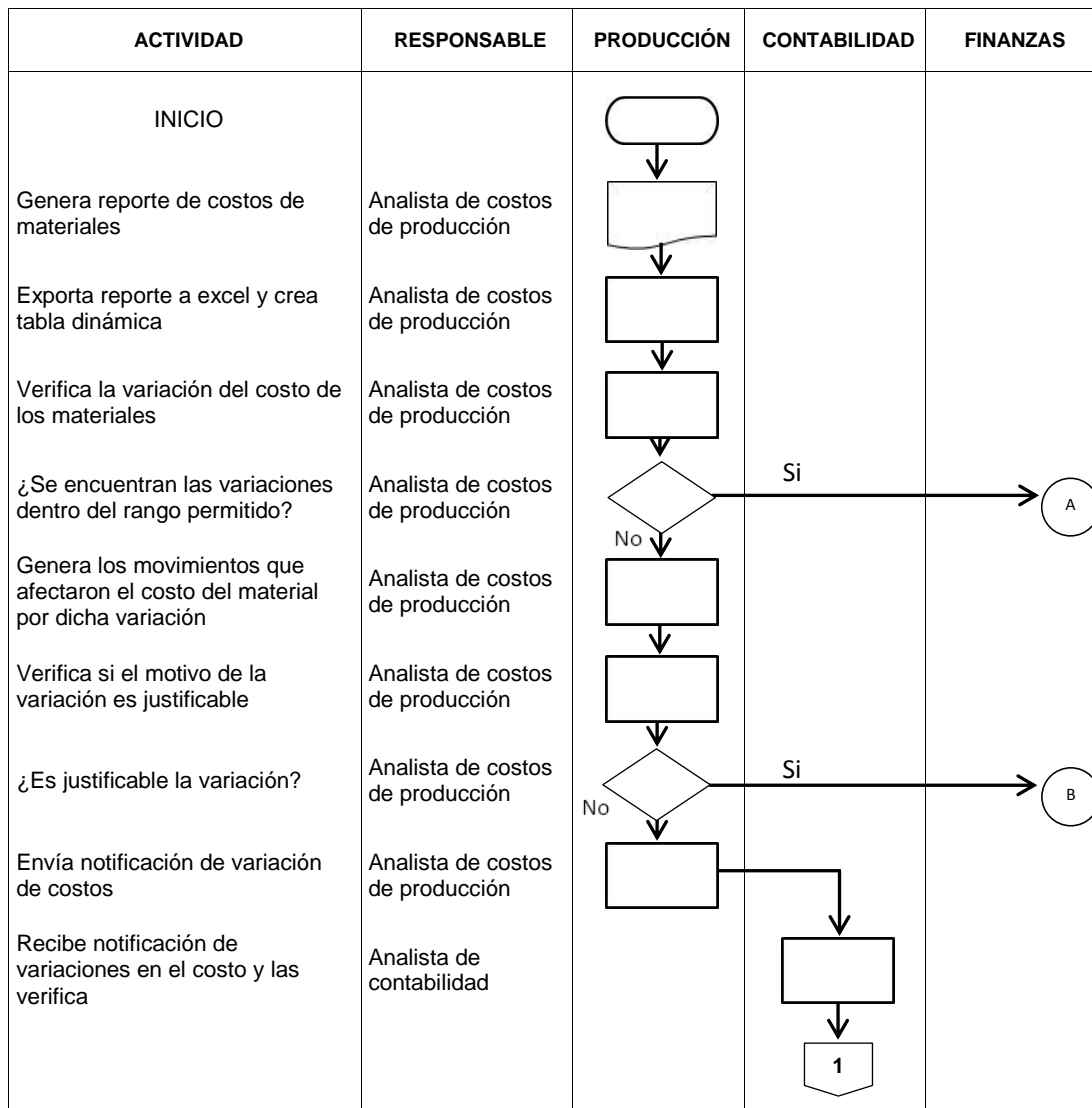 ACTIVIDAD RESPONSABLE PRODUCCIÓN CONTABILIDAD FINANZAS
INICIO
Genera reporte de costos de
materiales
Analista de costos
de producción
Exporta reporte a excel y crea
tabla dinámica
Analista de costos
de producción
Verifica la variación del costo de
los materiales
Analista de costos
de producción
¿Se encuentran las variaciones
dentro del rango permitido?
Analista de costos
de producción
Si
A
No
Genera los movimientos que
afectaron el costo del material
por dicha variación
Analista de costos
de producción
Verifica si el motivo de la
variación es justificable
Analista de costos
de producción
¿Es justificable la variación?
Analista de costos
de producción
Si
B
No
Envía notificación de variación
de costos
Analista de costos
de producción
Recibe notificación de
variaciones en el costo y las
verifica
Analista de
contabilidad
1